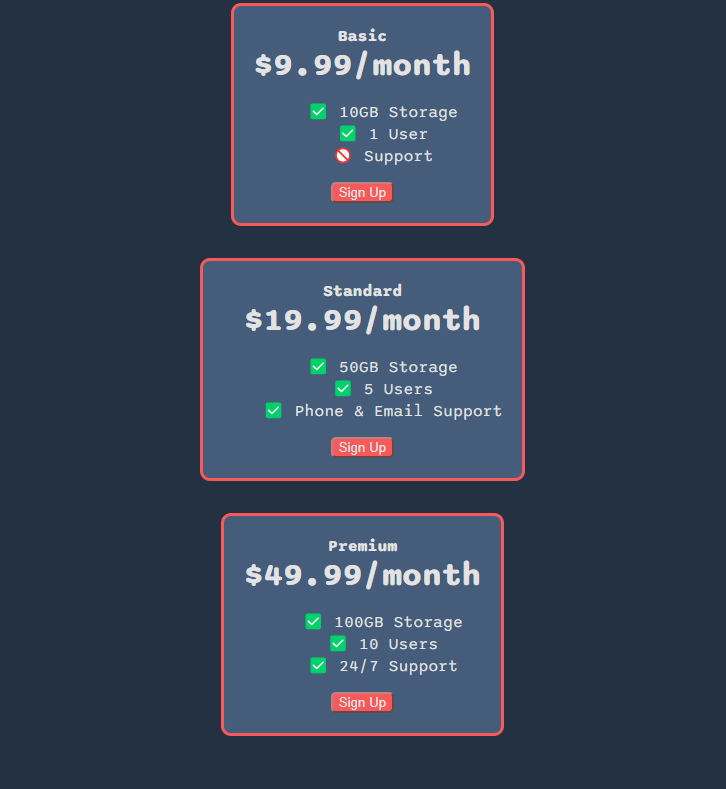 Basic
$9.99/month
✅ 10GB Storage
✅ 1 User
🚫 Support
Sign Up
Standard
$19.99/month
✅ 50GB Storage
✅ 5 Users
✅ Phone & Email Support
Sign Up
Premium
$49.99/month
✅ 100GB Storage
✅ 10 Users
✅ 24/7 Support
Sign Up